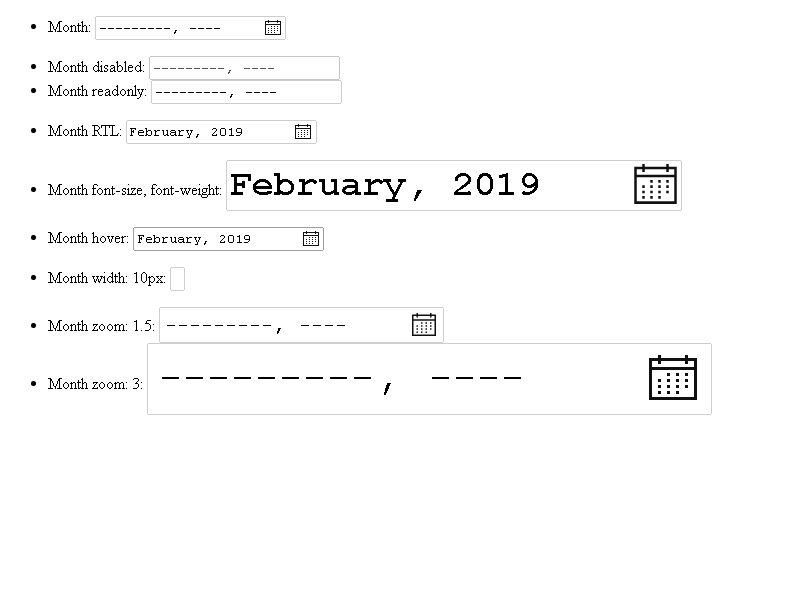 Month: ---------, ----
Month disabled: ---------, ----
Month readonly: ---------, ----
Month RTL: February, 2019
Month font-size, font-weight: February, 2019
Month hover: February, 2019
Month width: 10px:
Month zoom: 1.5: ---------, ----
Month zoom: 3: ---------, ----